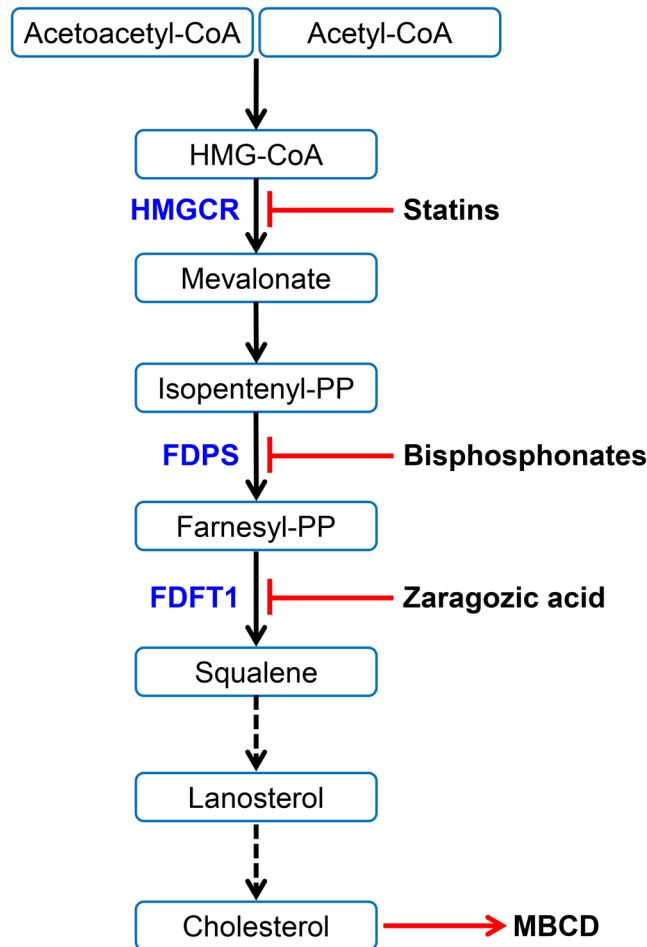 Acetoacetyl-CoA Acetyl-CoA
HMG-CoA
HMGCR Statins
Mevalonate
Isopentenyl-PP
FDPS Bisphosphonates
Farnesyl-PP
FDFT1 Zaragozic acid
Squalene
Lanosterol
Cholesterol MBCD